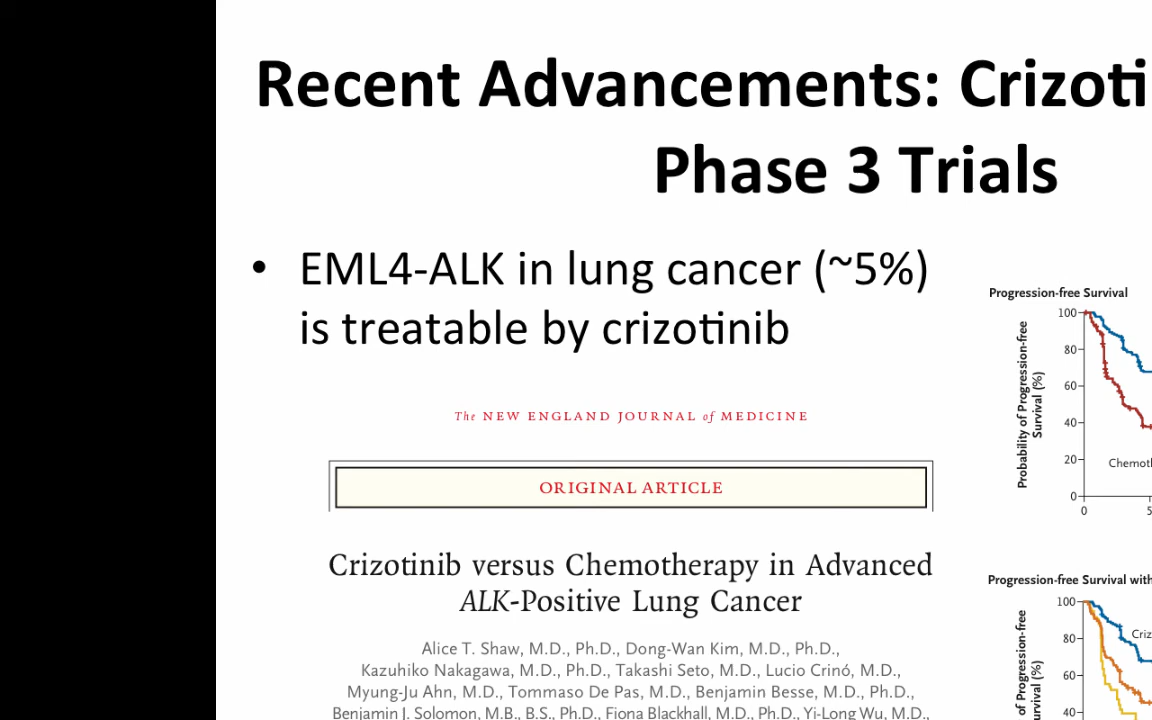 Recent Advancements: Crizoti
Phase 3 Trials
• EML4-ALK in lung cancer (~5%)
is treatable by crizotinib
The NEW ENGLAND JOURNAL of MEDICINE
ORIGINAL ARTICLE
Crizotinib versus Chemotherapy in Advanced
ALK-Positive Lung Cancer
Alice T. Shaw, M.D., Ph.D., Dong-Wan Kim, M.D., Ph.D.,
Kazuhiko Nakagawa, M.D., Ph.D., Takashi Seto, M.D., Lucio Crinó, M.D.,
Myung-Ju Ahn, M.D., Tommaso De Pas, M.D., Benjamin Besse, M.D., Ph.D.,
Benjamin J. Solomon, M.B., B.S., Ph.D., Fiona Blackhall, M.D., Ph.D., Yi-Long Wu, M.D.,
Progression-free Survival
Probability of Progression-free
Survival (%)
100
80
60
40
20
0
Chemoth
0 5
Progression-free Survival with
of Progression-free
urvival (%)
100
80
60
40
Criz